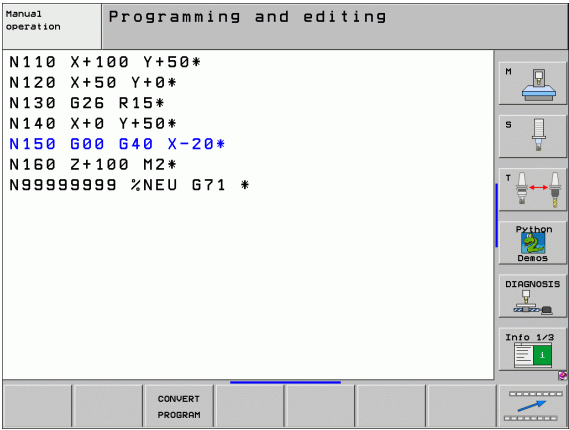 Manual
operation
Programming and editing
N110 X+100 Y+50*
N120 X+50 Y+0*
N130 G26 R15*
N140 X+0 Y+50*
N150 G00 G40 X-20*
N160 Z+100 M2*
N99999999 %NEU G71 *
M
S
T
Python
Demos
DIAGNOSIS
Info 1/3
i
CONVERT
PROGRAM